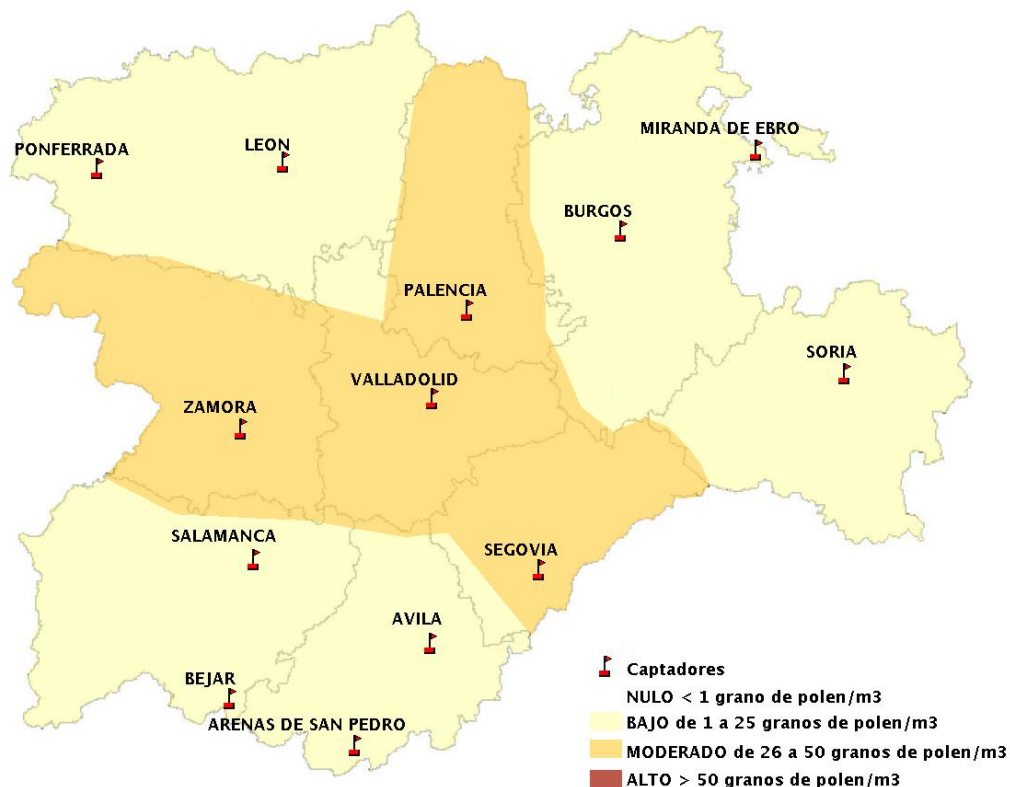 MIRANDA DE EBRO
PONFERRADA
LEON
BURGOS
PALENCIA
SORIA
VALLADOLID
ZAMORA
SALAMANCA
SEGOVIA
AVILA
BEJAR
ARENAS DE SAN PEDRO
Captadores
NULO < 1 grano de polen/m3
BAJO de 1 a 25 granos de polen/m3
MODERADO de 26 a 50 granos de polen/m3
ALTO > 50 granos de polen/m3